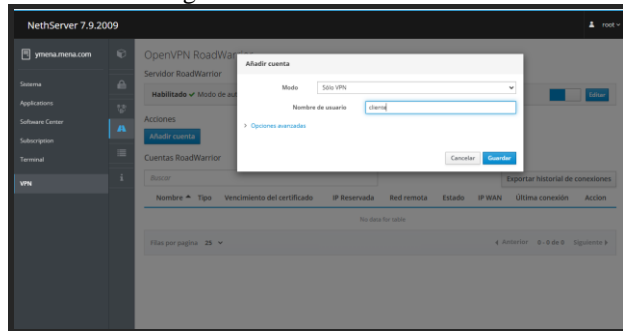 NethServer 7.9.2009
root
ymena.mena.com
Sistema
Applications
Software Center
Subscription
Terminal
VPN
OpenVPN RoadWar
Servidor RoadWarrior
Habilitado ✓ Modo de aut
Editar
Acciones
Añadir cuenta
Cuentas RoadWarrior
Buscar
Exportar historial de conexiones
Nombre Tipo Vencimiento del certificado IP Reservada Red remota Estado IP WAN Última conexión Accion
No data for table
Filas por pagina 25
Anterior 0 - 0 de 0 Siguiente
Añadir cuenta
Modo Sólo VPN
Nombre de usuario cliente
> Opciones avanzadas
Cancelar Guardar